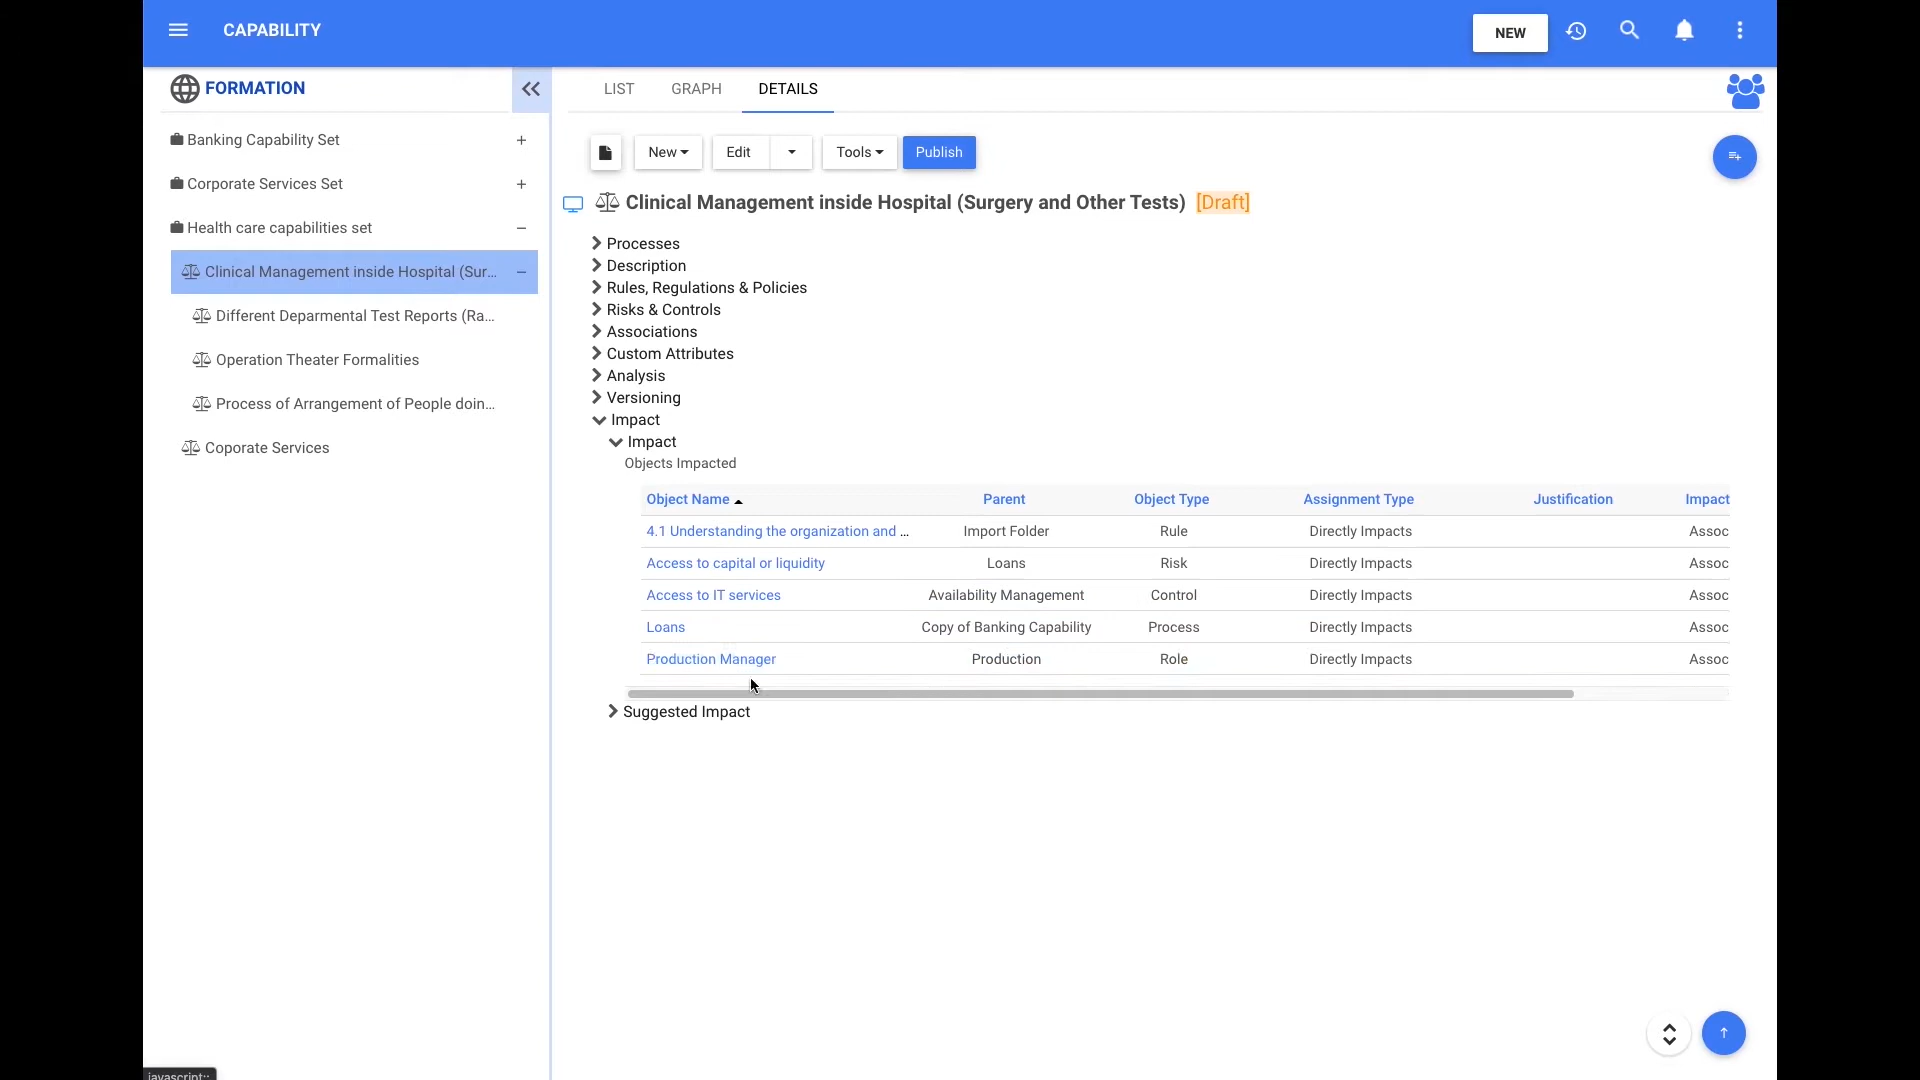 CAPABILITY
NEW
FORMATION
LIST GRAPH DETAILS
Banking Capability Set
Corporate Services Set
Health care capabilities set
Clinical Management inside Hospital (Sur...
Different Deparmental Test Reports (Ra...
Operation Theater Formalities
Process of Arrangement of People doin...
Coporate Services
New Edit Tools Publish
Clinical Management inside Hospital (Surgery and Other Tests) [Draft]
Processes
Description
Rules, Regulations & Policies
Risks & Controls
Associations
Custom Attributes
Analysis
Versioning
Impact
Impact
Objects Impacted
Object Name Parent Object Type Assignment Type Justification Impact
4.1 Understanding the organization and ... Import Folder Rule Directly Impacts Assoc
Access to capital or liquidity Loans Risk Directly Impacts Assoc
Access to IT services Availability Management Control Directly Impacts Assoc
Loans Copy of Banking Capability Process Directly Impacts Assoc
Production Manager Production Role Directly Impacts Assoc
Suggested Impact
javascript:;